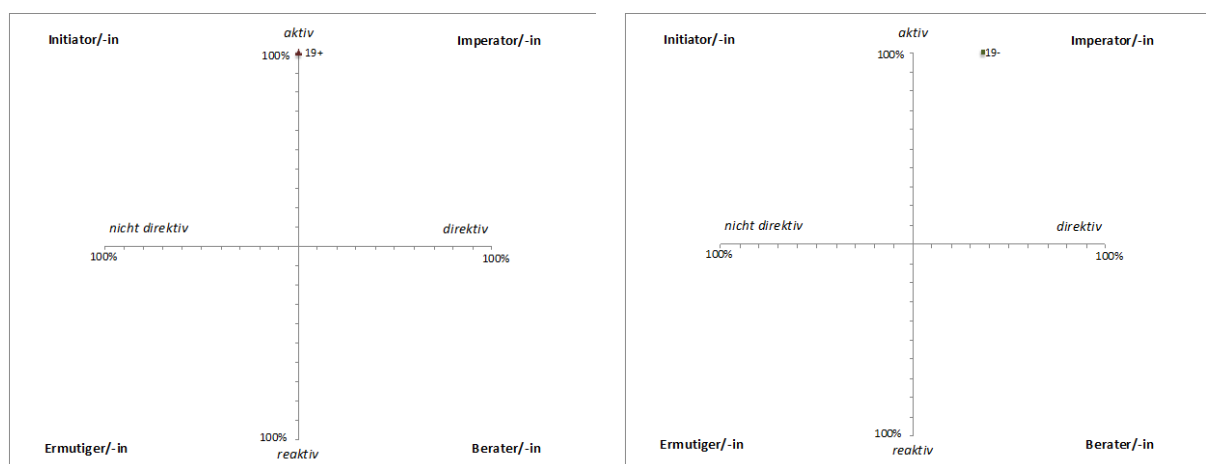 aktiv
Initiator/-in
Imperator/-in
100%
19+
nicht direktiv
direktiv
100%
100%
100%
Ermutiger/-in
Berater/-in
reaktiv
aktiv
Initiator/-in
Imperator/-in
100%
19-
nicht direktiv
direktiv
100%
100%
100%
Ermutiger/-in
Berater/-in
reaktiv